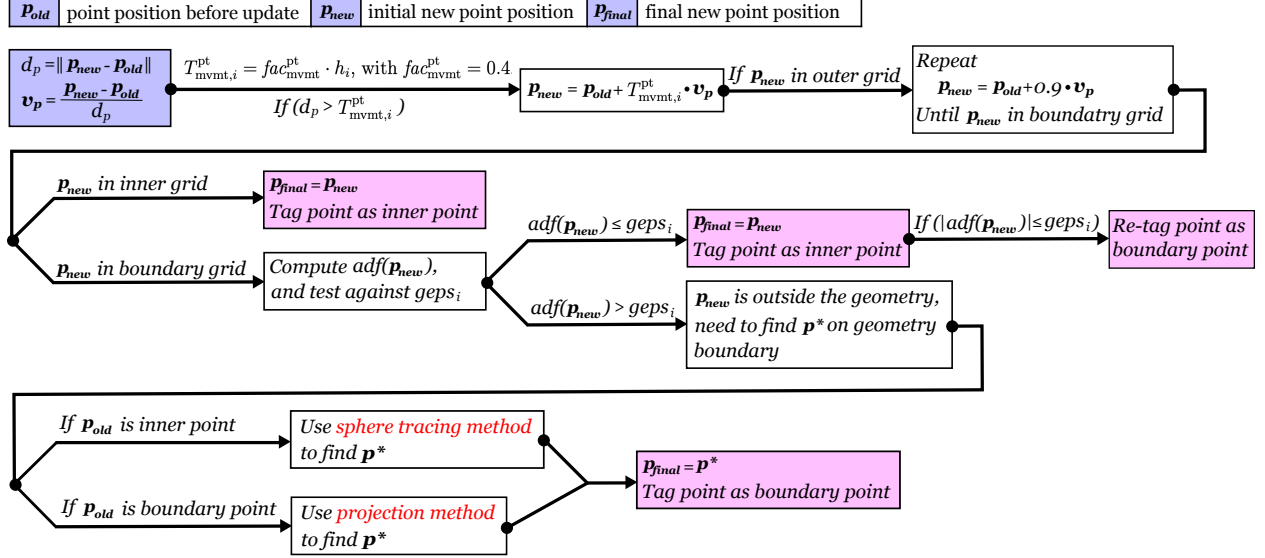 p_old point position before update p_new initial new point position p_final final new point position
d_p = || p_new - p_old ||
v_p = (p_new - p_old) / d_p
T^pt_mvmt,i = fac^pt_mvmt · h_i, with fac^pt_mvmt = 0.4
If (d_p > T^pt_mvmt,i )
p_new = p_old + T^pt_mvmt,i • v_p
If p_new in outer grid
Repeat
p_new = p_old+0.9 • v_p
Until p_new in boundatry grid
p_new in inner grid
p_final = p_new
Tag point as inner point
p_new in boundary grid
Compute adf(p_new),
and test against geps_i
adf(p_new) ≤ geps_i
p_final = p_new
Tag point as inner point
If (|adf(p_new)| ≤ geps_i)
Re-tag point as
boundary point
adf(p_new) > geps_i
p_new is outside the geometry,
need to find p* on geometry
boundary
If p_old is inner point
Use sphere tracing method
to find p*
If p_old is boundary point
Use projection method
to find p*
p_final = p*
Tag point as boundary point